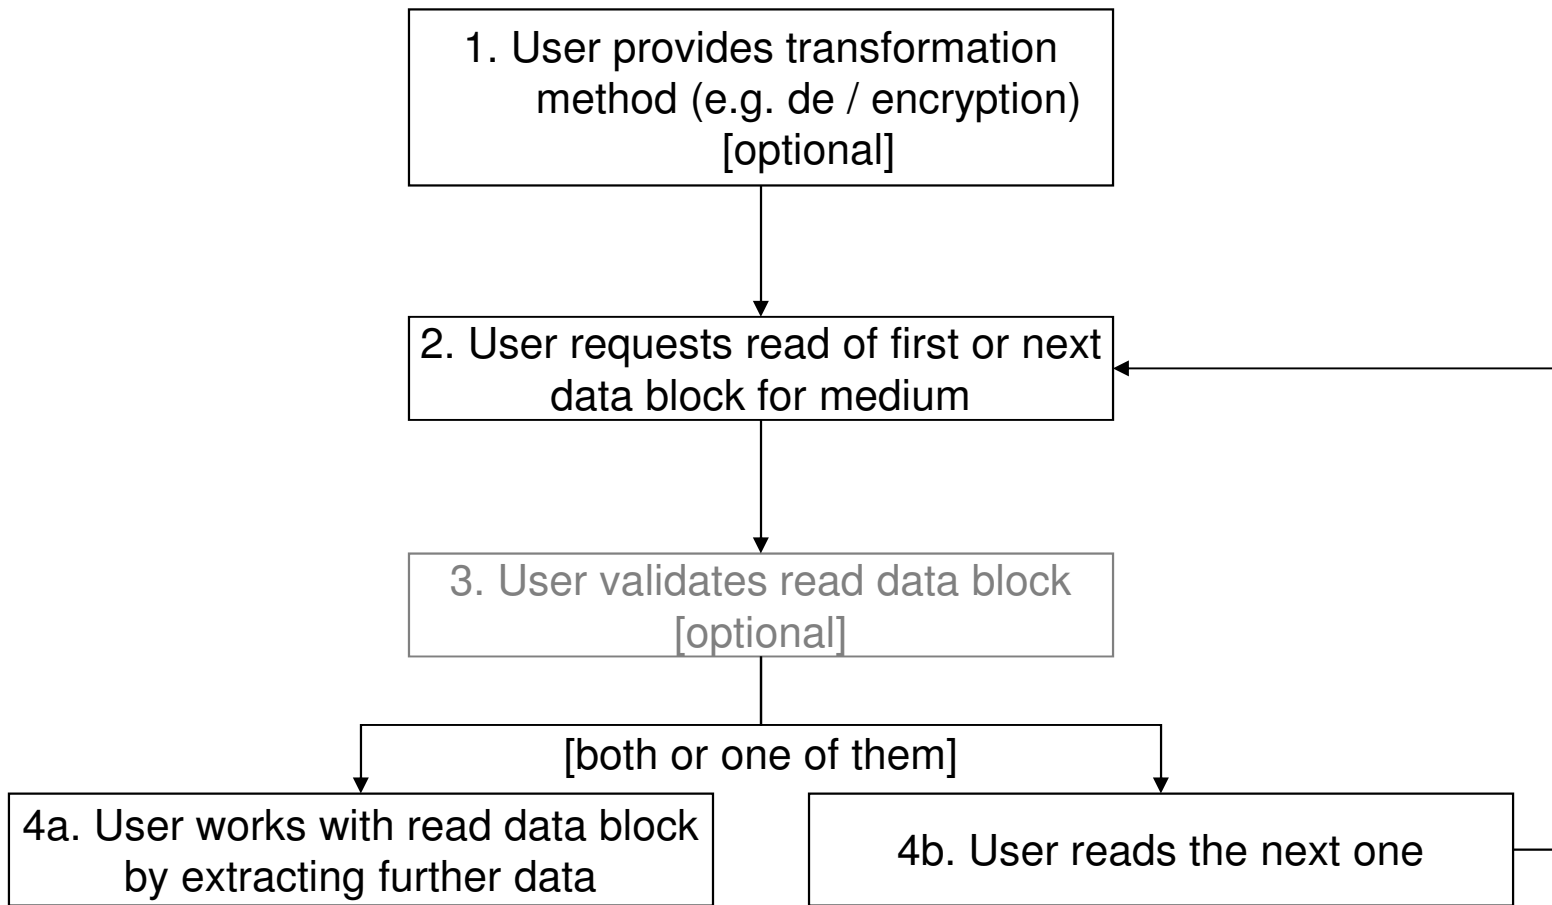 1. User provides transformation
method (e.g. de / encryption)
[optional]
2. User requests read of first or next
data block for medium
3. User validates read data block
[optional]
[both or one of them]
4a. User works with read data block
by extracting further data
4b. User reads the next one